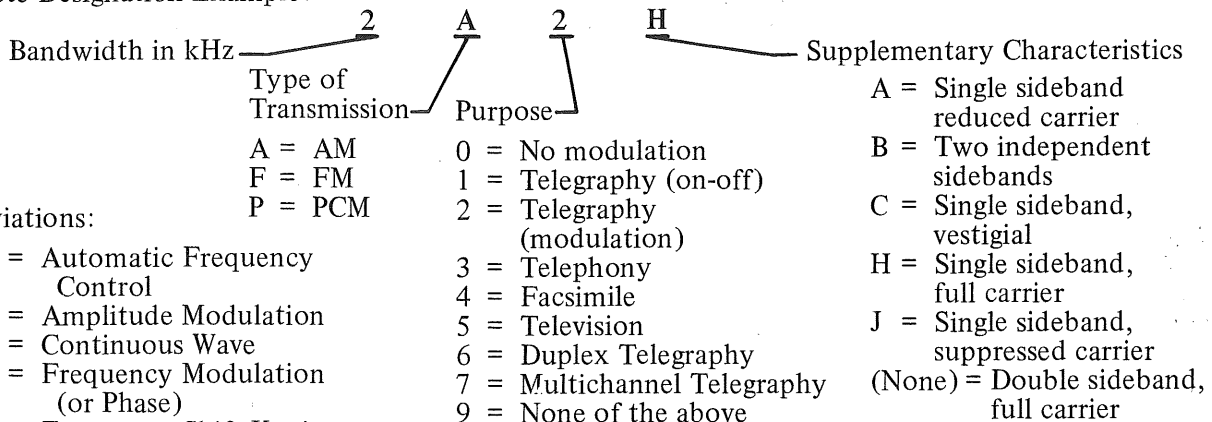 2 A 2 H
Bandwidth in kHz
Supplementary Characteristics
Type of
Transmission
A = AM
F = FM
P = PCM
Purpose
0 = No modulation
1 = Telegraphy (on-off)
2 = Telegraphy
(modulation)
3 = Telephony
4 = Facsimile
5 = Television
6 = Duplex Telegraphy
7 = Multichannel Telegraphy
9 = None of the above
A = Single sideband
reduced carrier
B = Two independent
sidebands
C = Single sideband,
vestigial
H = Single sideband,
full carrier
J = Single sideband,
suppressed carrier
(None) = Double sideband,
full carrier
= Automatic Frequency
Control
= Amplitude Modulation
= Continuous Wave
= Frequency Modulation
(or Phase)